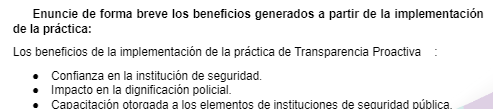 Enuncie de forma breve los beneficios generados a partir de la implementación
de la práctica:
Los beneficios de la implementación de la práctica de Transparencia Proactiva :
● Confianza en la institución de seguridad.
● Impacto en la dignificación policial.
● Capacitación otorgada a los elementos de instituciones de seguridad pública.